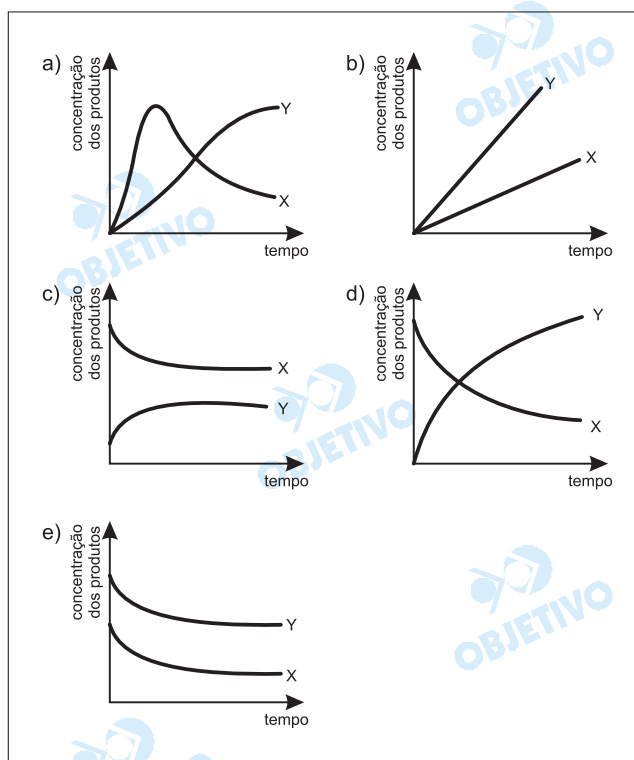 a)
concentração
dos produtos
Y
X
tempo
b)
concentração
dos produtos
Y
X
tempo
OBJETIVO
OBJETIVO
c)
concentração
dos produtos
X
Y
tempo
d)
concentração
dos produtos
Y
X
tempo
OBJETIVO
e)
concentração
dos produtos
Y
X
tempo
OBJETIVO